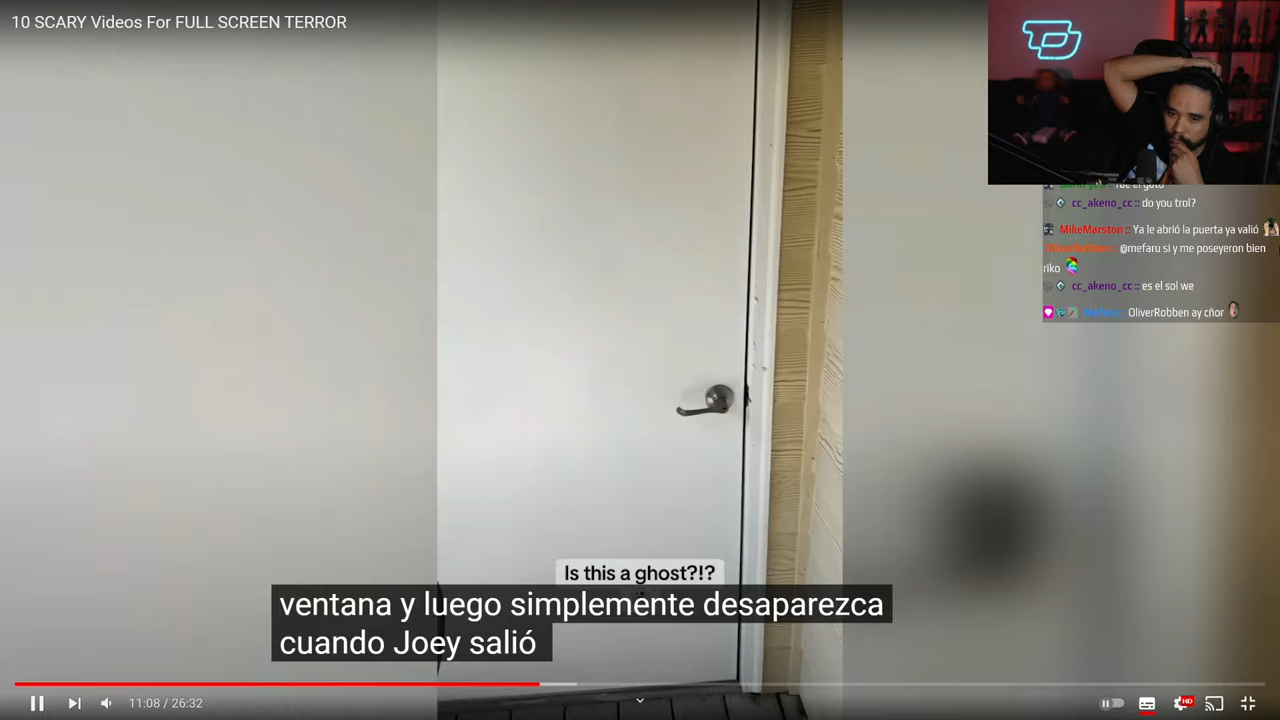 10 SCARY Videos For FULL SCREEN TERROR
cc_akeno_cc :: do you trol?
MikeMarston :: Ya le abrió la puerta ya valió
@mefaru si y me poseyeron bien
riko
cc_akeno_cc :: es el sol we
OliverRobben ay cñor
Is this a ghost?!?
ventana y luego simplemente desaparezca
cuando Joey salió
11:08 / 26:32
HD